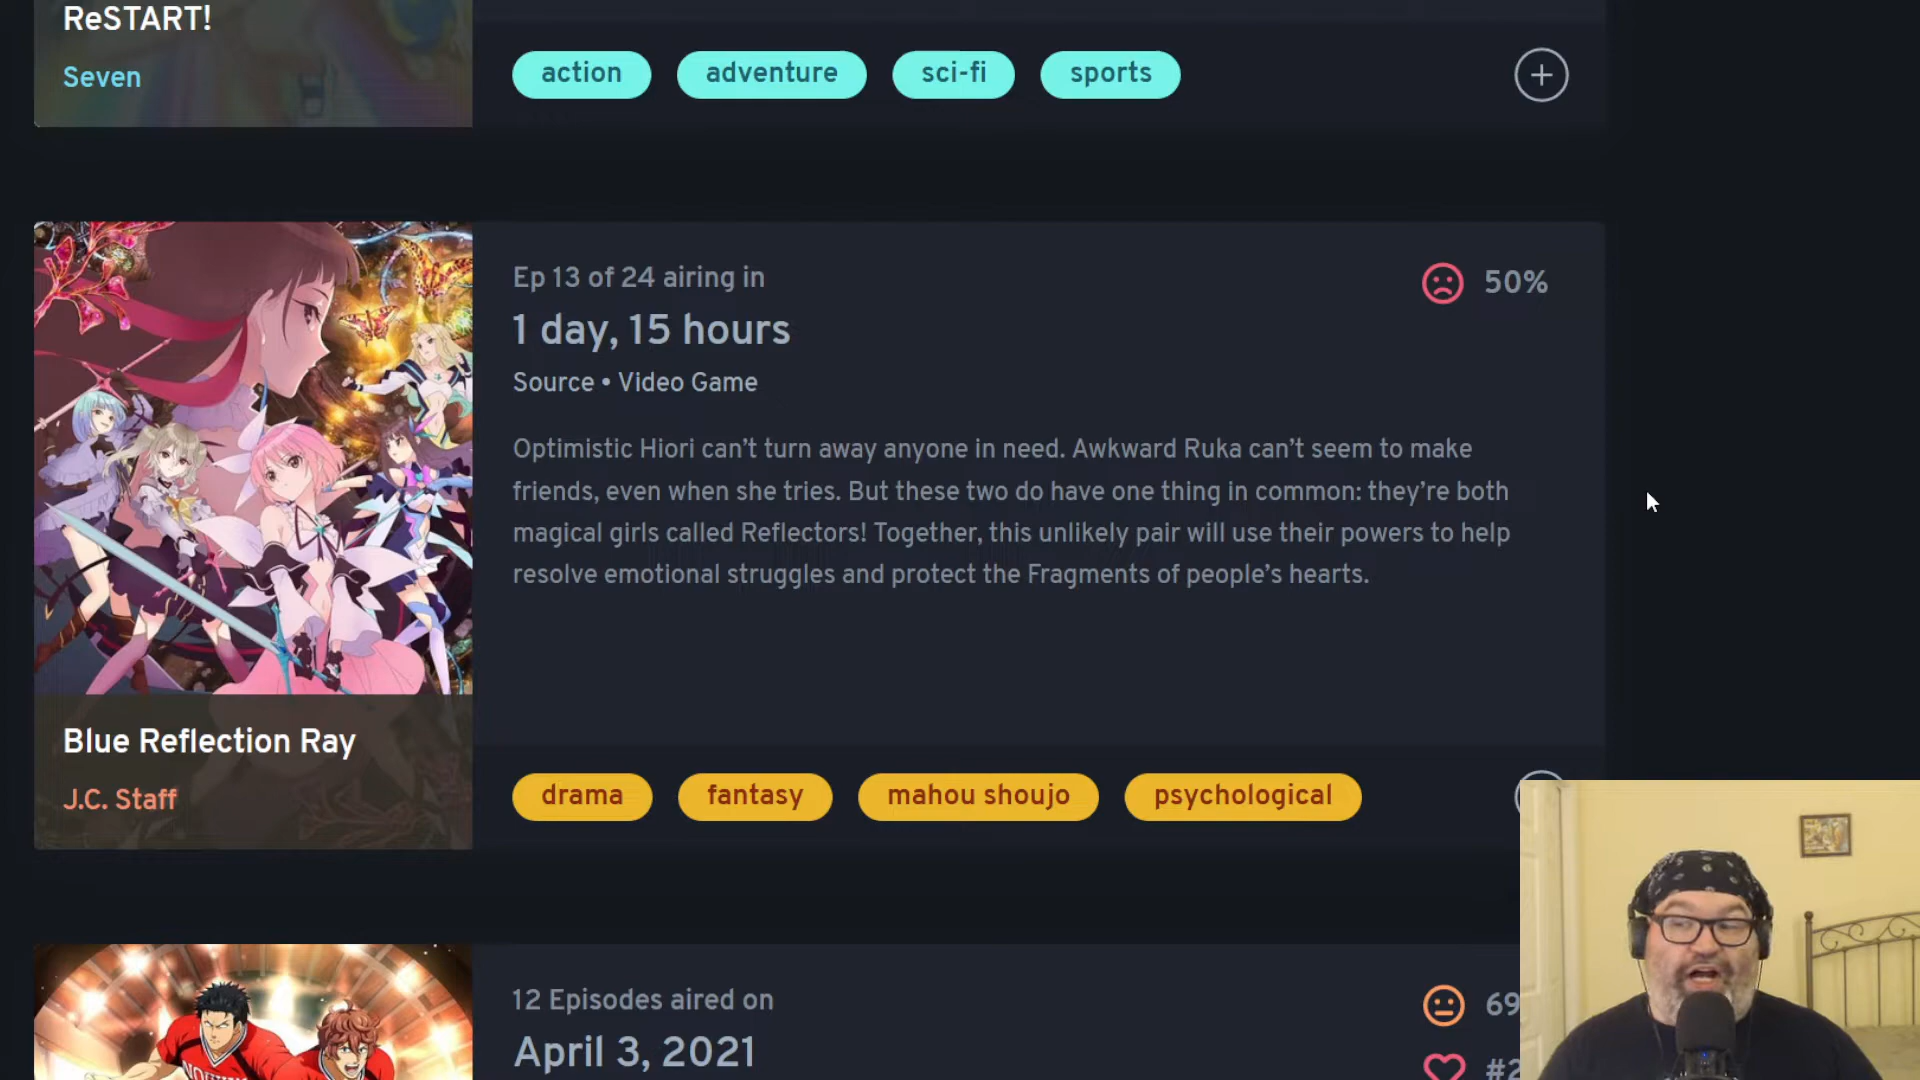 ReSTART!
Seven
action
adventure
sci-fi
sports
Ep 13 of 24 airing in
50%
1 day, 15 hours
Source • Video Game
Optimistic Hiori can’t turn away anyone in need. Awkward Ruka can’t seem to make
friends, even when she tries. But these two do have one thing in common: they’re both
magical girls called Reflectors! Together, this unlikely pair will use their powers to help
resolve emotional struggles and protect the Fragments of people’s hearts.
Blue Reflection Ray
J.C. Staff
drama
fantasy
mahou shoujo
psychological
12 Episodes aired on
69
April 3, 2021
#2